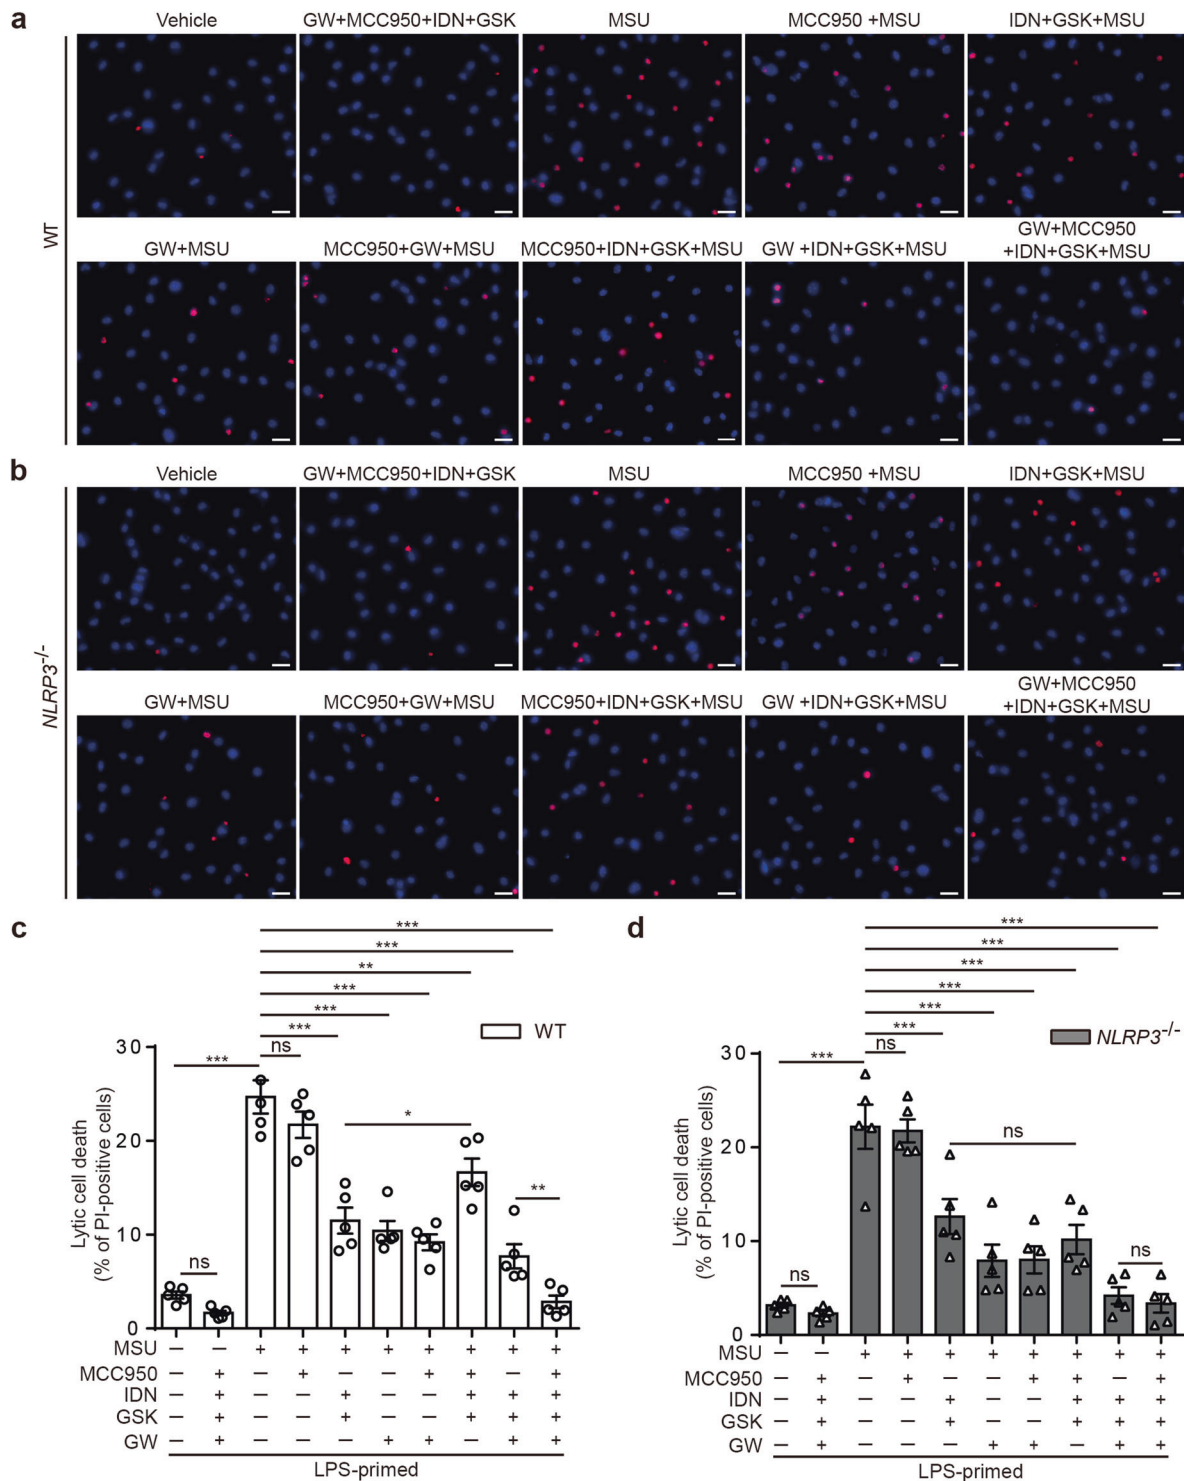 a
Vehicle GW+MCC950+IDN+GSK MSU MCC950 +MSU IDN+GSK+MSU
WT
GW+MSU MCC950+GW+MSU MCC950+IDN+GSK+MSU GW +IDN+GSK+MSU GW+MCC950
+IDN+GSK+MSU
b
Vehicle GW+MCC950+IDN+GSK MSU MCC950 +MSU IDN+GSK+MSU
NLRP3-/-
GW+MSU MCC950+GW+MSU MCC950+IDN+GSK+MSU GW +IDN+GSK+MSU GW+MCC950
+IDN+GSK+MSU
c
***
***
**
***
***
***
ns
***
*
**
ns
WT
Lytic cell death
(% of PI-positive cells)
30
20
10
0
MSU — — + + + + + + + +
MCC950 — + — + — — + + — +
IDN — + — — + — — + + +
GSK — + — — + — — + + +
GW — + — — — + + — + +
LPS-primed
d
***
***
***
***
***
***
ns
***
ns
ns
ns
NLRP3-/-
Lytic cell death
(% of PI-positive cells)
30
20
10
0
MSU — — + + + + + + + +
MCC950 — + — + — — + + — +
IDN — + — — + — — + + +
GSK — + — — + — — + + +
GW — + — — — + + — + +
LPS-primed